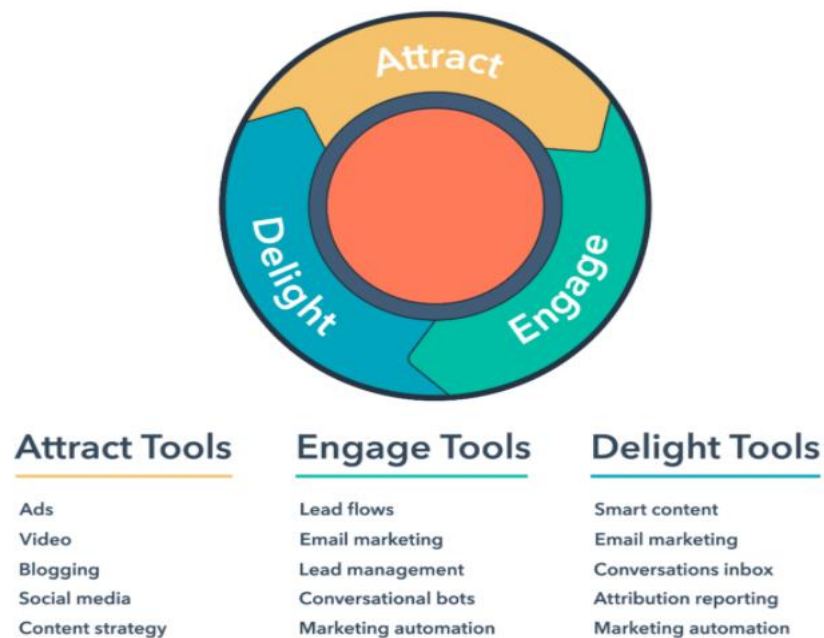 Attract
Engage
Delight
Attract Tools
Ads
Video
Blogging
Social media
Content strategy
Engage Tools
Lead flows
Email marketing
Lead management
Conversational bots
Marketing automation
Delight Tools
Smart content
Email marketing
Conversations inbox
Attribution reporting
Marketing automation